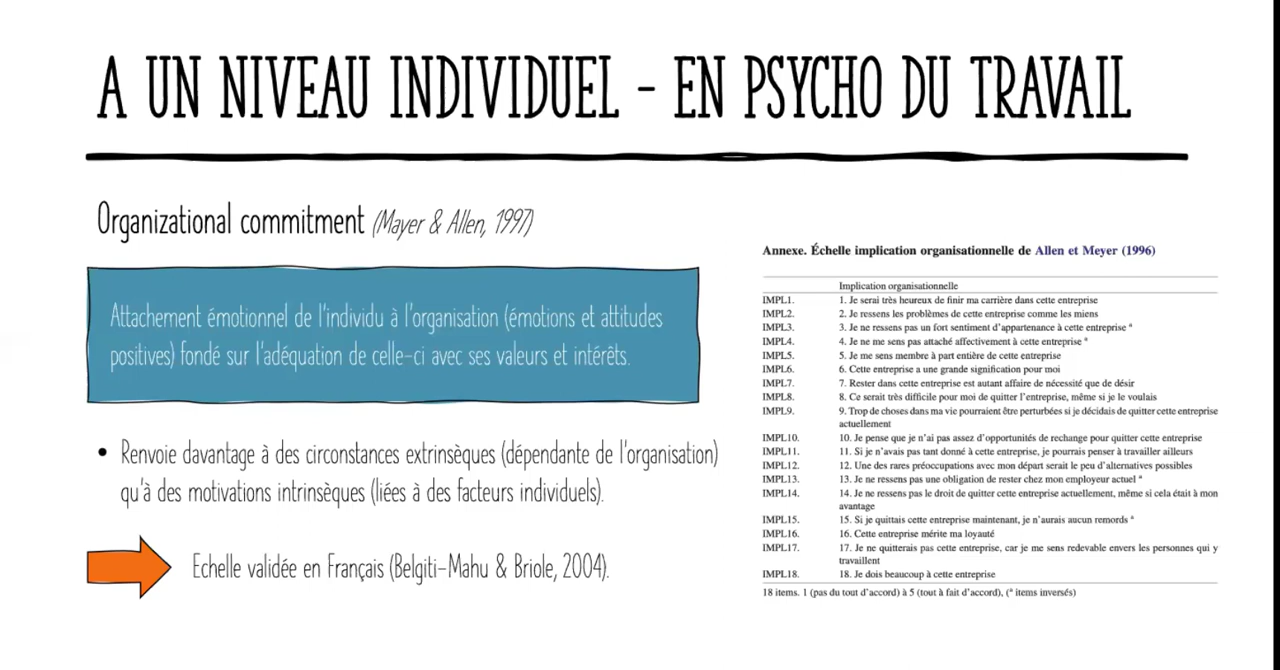 A UN NIVEAU INDIVIDUEL - EN PSYCHO DU TRAVAIL
Organizational commitment (Mayer & Allen, 1997)
Attachement émotionnel de l'individu à l'organisation (émotions et attitudes
positives) fondé sur l'adéquation de celle-ci avec ses valeurs et intérêts.
• Renvoie davantage à des circonstances extrinsèques (dépendante de l'organisation)
qu'à des motivations intrinsèques (liées à des facteurs individuels).
Echelle validée en Français (Belgiti-Mahu & Briole, 2004).
Annexe. Échelle implication organisationnelle de Allen et Meyer (1996)
Implication organisationnelle
IMPL1. 1. Je serai très heureux de finir ma carrière dans cette entreprise
IMPL2. 2. Je ressens les problèmes de cette entreprise comme les miens
IMPL3. 3. Je ne ressens pas un fort sentiment d'appartenance à cette entreprise ª
IMPL4. 4. Je ne me sens pas attaché affectivement à cette entreprise ª
IMPL5. 5. Je me sens membre à part entière de cette entreprise
IMPL6. 6. Cette entreprise a une grande signification pour moi
IMPL7. 7. Rester dans cette entreprise est autant affaire de nécessité que de désir
IMPL8. 8. Ce serait très difficile pour moi de quitter l'entreprise, même si je le voulais
IMPL9. 9. Trop de choses dans ma vie pourraient être perturbées si je décidais de quitter cette entreprise
actuellement
IMPL10. 10. Je pense que je n'ai pas assez d'opportunités de rechange pour quitter cette entreprise
IMPL11. 11. Si je n'avais pas tant donné à cette entreprise, je pourrais penser à travailler ailleurs
IMPL12. 12. Une des rares préoccupations avec mon départ serait le peu d'alternatives possibles
IMPL13. 13. Je ne ressens pas une obligation de rester chez mon employeur actuel ª
IMPL14. 14. Je ne ressens pas le droit de quitter cette entreprise actuellement, même si cela était à mon
avantage
IMPL15. 15. Si je quittais cette entreprise maintenant, je n'aurais aucun remords ª
IMPL16. 16. Cette entreprise mérite ma loyauté
IMPL17. 17. Je ne quitterais pas cette entreprise, car je me sens redevable envers les personnes qui y
travaillent
IMPL18. 18. Je dois beaucoup à cette entreprise
18 items. 1 (pas du tout d'accord) à 5 (tout à fait d'accord), (ª items inversés)